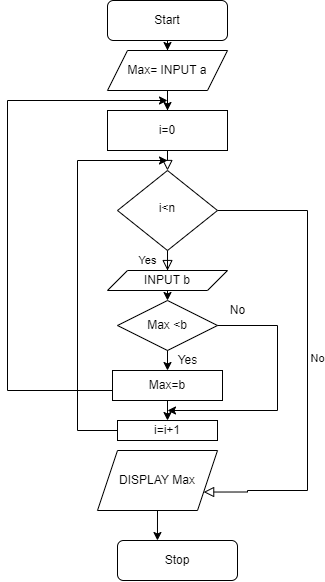 Start
Max= INPUT a
i=0
i<n
Yes
INPUT b
No
Max <b
Yes
No
Max=b
i=i+1
DISPLAY Max
Stop